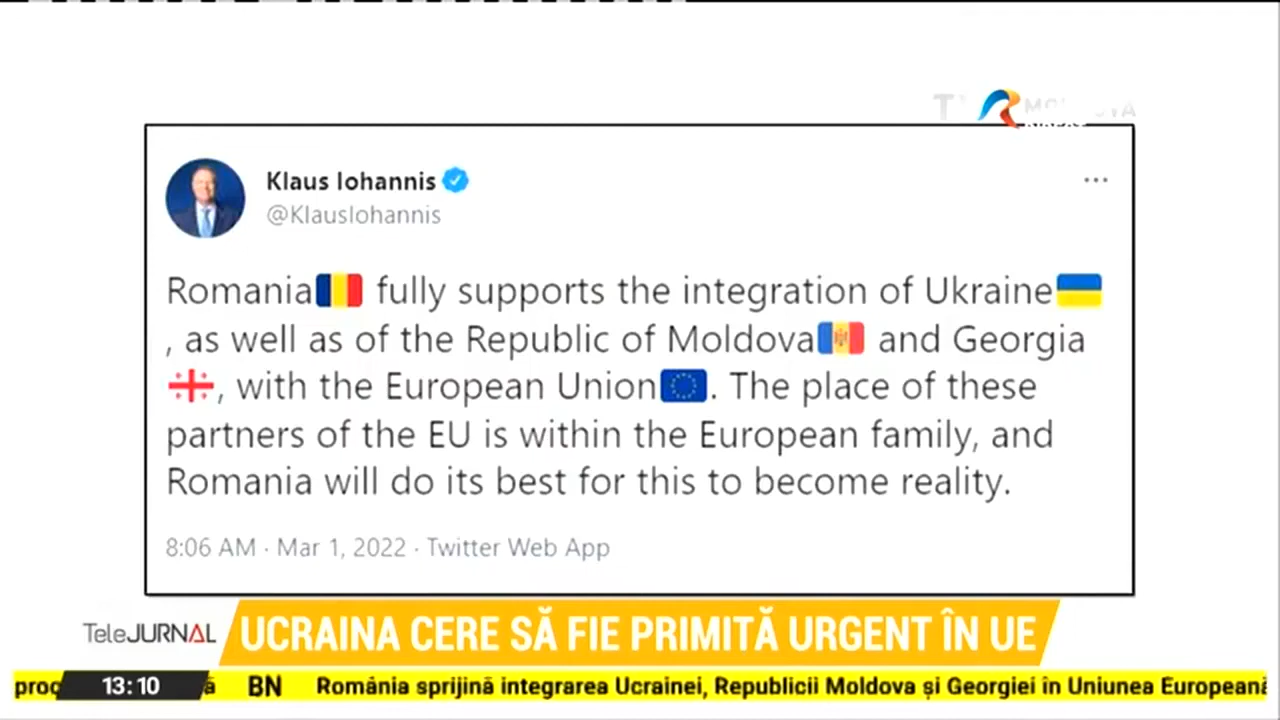 MOLDOVA
Klaus Iohannis
@KlausIohannis
Romania🇷🇴 fully supports the integration of Ukraine🇺🇦
, as well as of the Republic of Moldova🇲🇩 and Georgia
🇬🇪, with the European Union🇪🇺. The place of these
partners of the EU is within the European family, and
Romania will do its best for this to become reality.
8:06 AM · Mar 1, 2022 · Twitter Web App
TeleJURNAL UCRAINA CERE SĂ FIE PRIMITĂ URGENT ÎN UE
13:10 BN România sprijină integrarea Ucrainei, Republicii Moldova și Georgiei în Uniunea Europeană